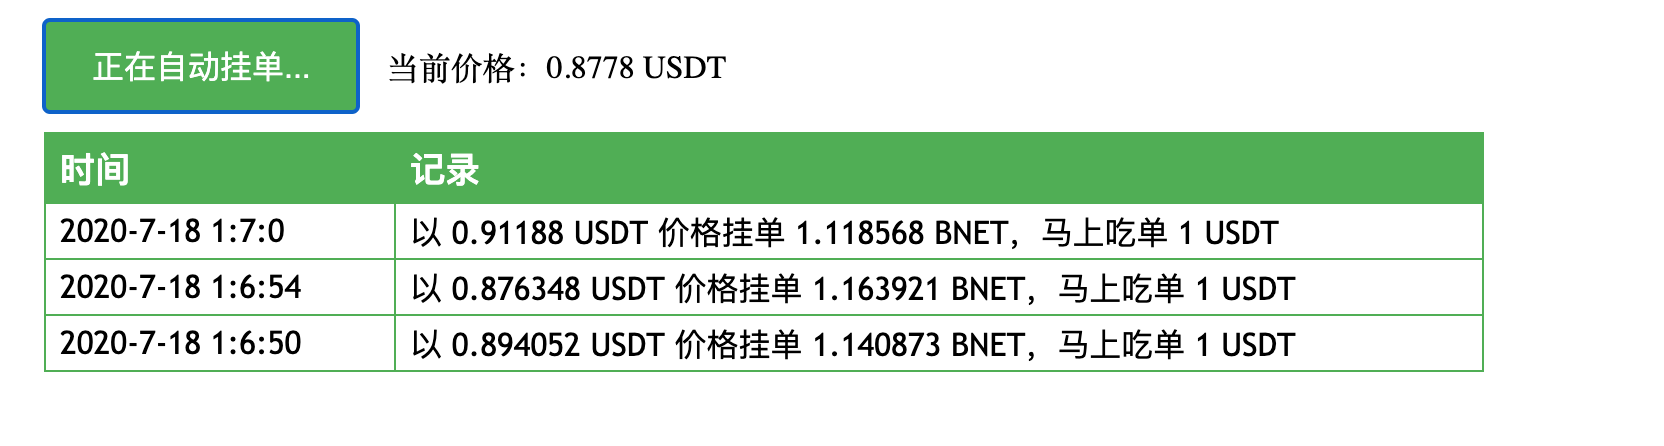 正在自动挂单... 当前价格：0.8778 USDT
时间 记录
2020-7-18 1:7:0 以 0.91188 USDT 价格挂单 1.118568 BNET，马上吃单 1 USDT
2020-7-18 1:6:54 以 0.876348 USDT 价格挂单 1.163921 BNET，马上吃单 1 USDT
2020-7-18 1:6:50 以 0.894052 USDT 价格挂单 1.140873 BNET，马上吃单 1 USDT